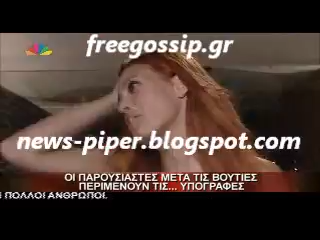 freegossip.gr
news-piper.blogspot.com
ΟΙ ΠΑΡΟΥΣΙΑΣΤΕΣ ΜΕΤΑ ΤΙΣ ΒΟΥΤΙΕΣ
ΠΕΡΙΜΕΝΟΥΝ ΤΙΣ... ΥΠΟΓΡΑΦΕΣ
ΠΟΛΛΟΙ ΑΝΘΡΩΠΟΙ.